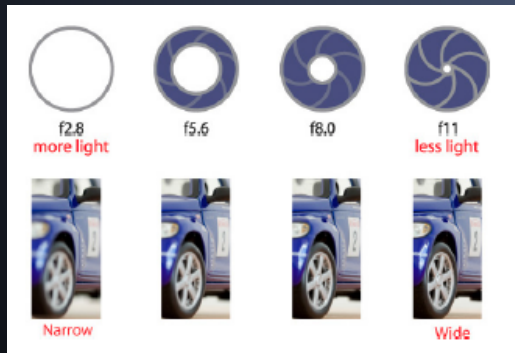 f2.8
f5.6
f8.0
f11
more light
less light
Narrow
Wide